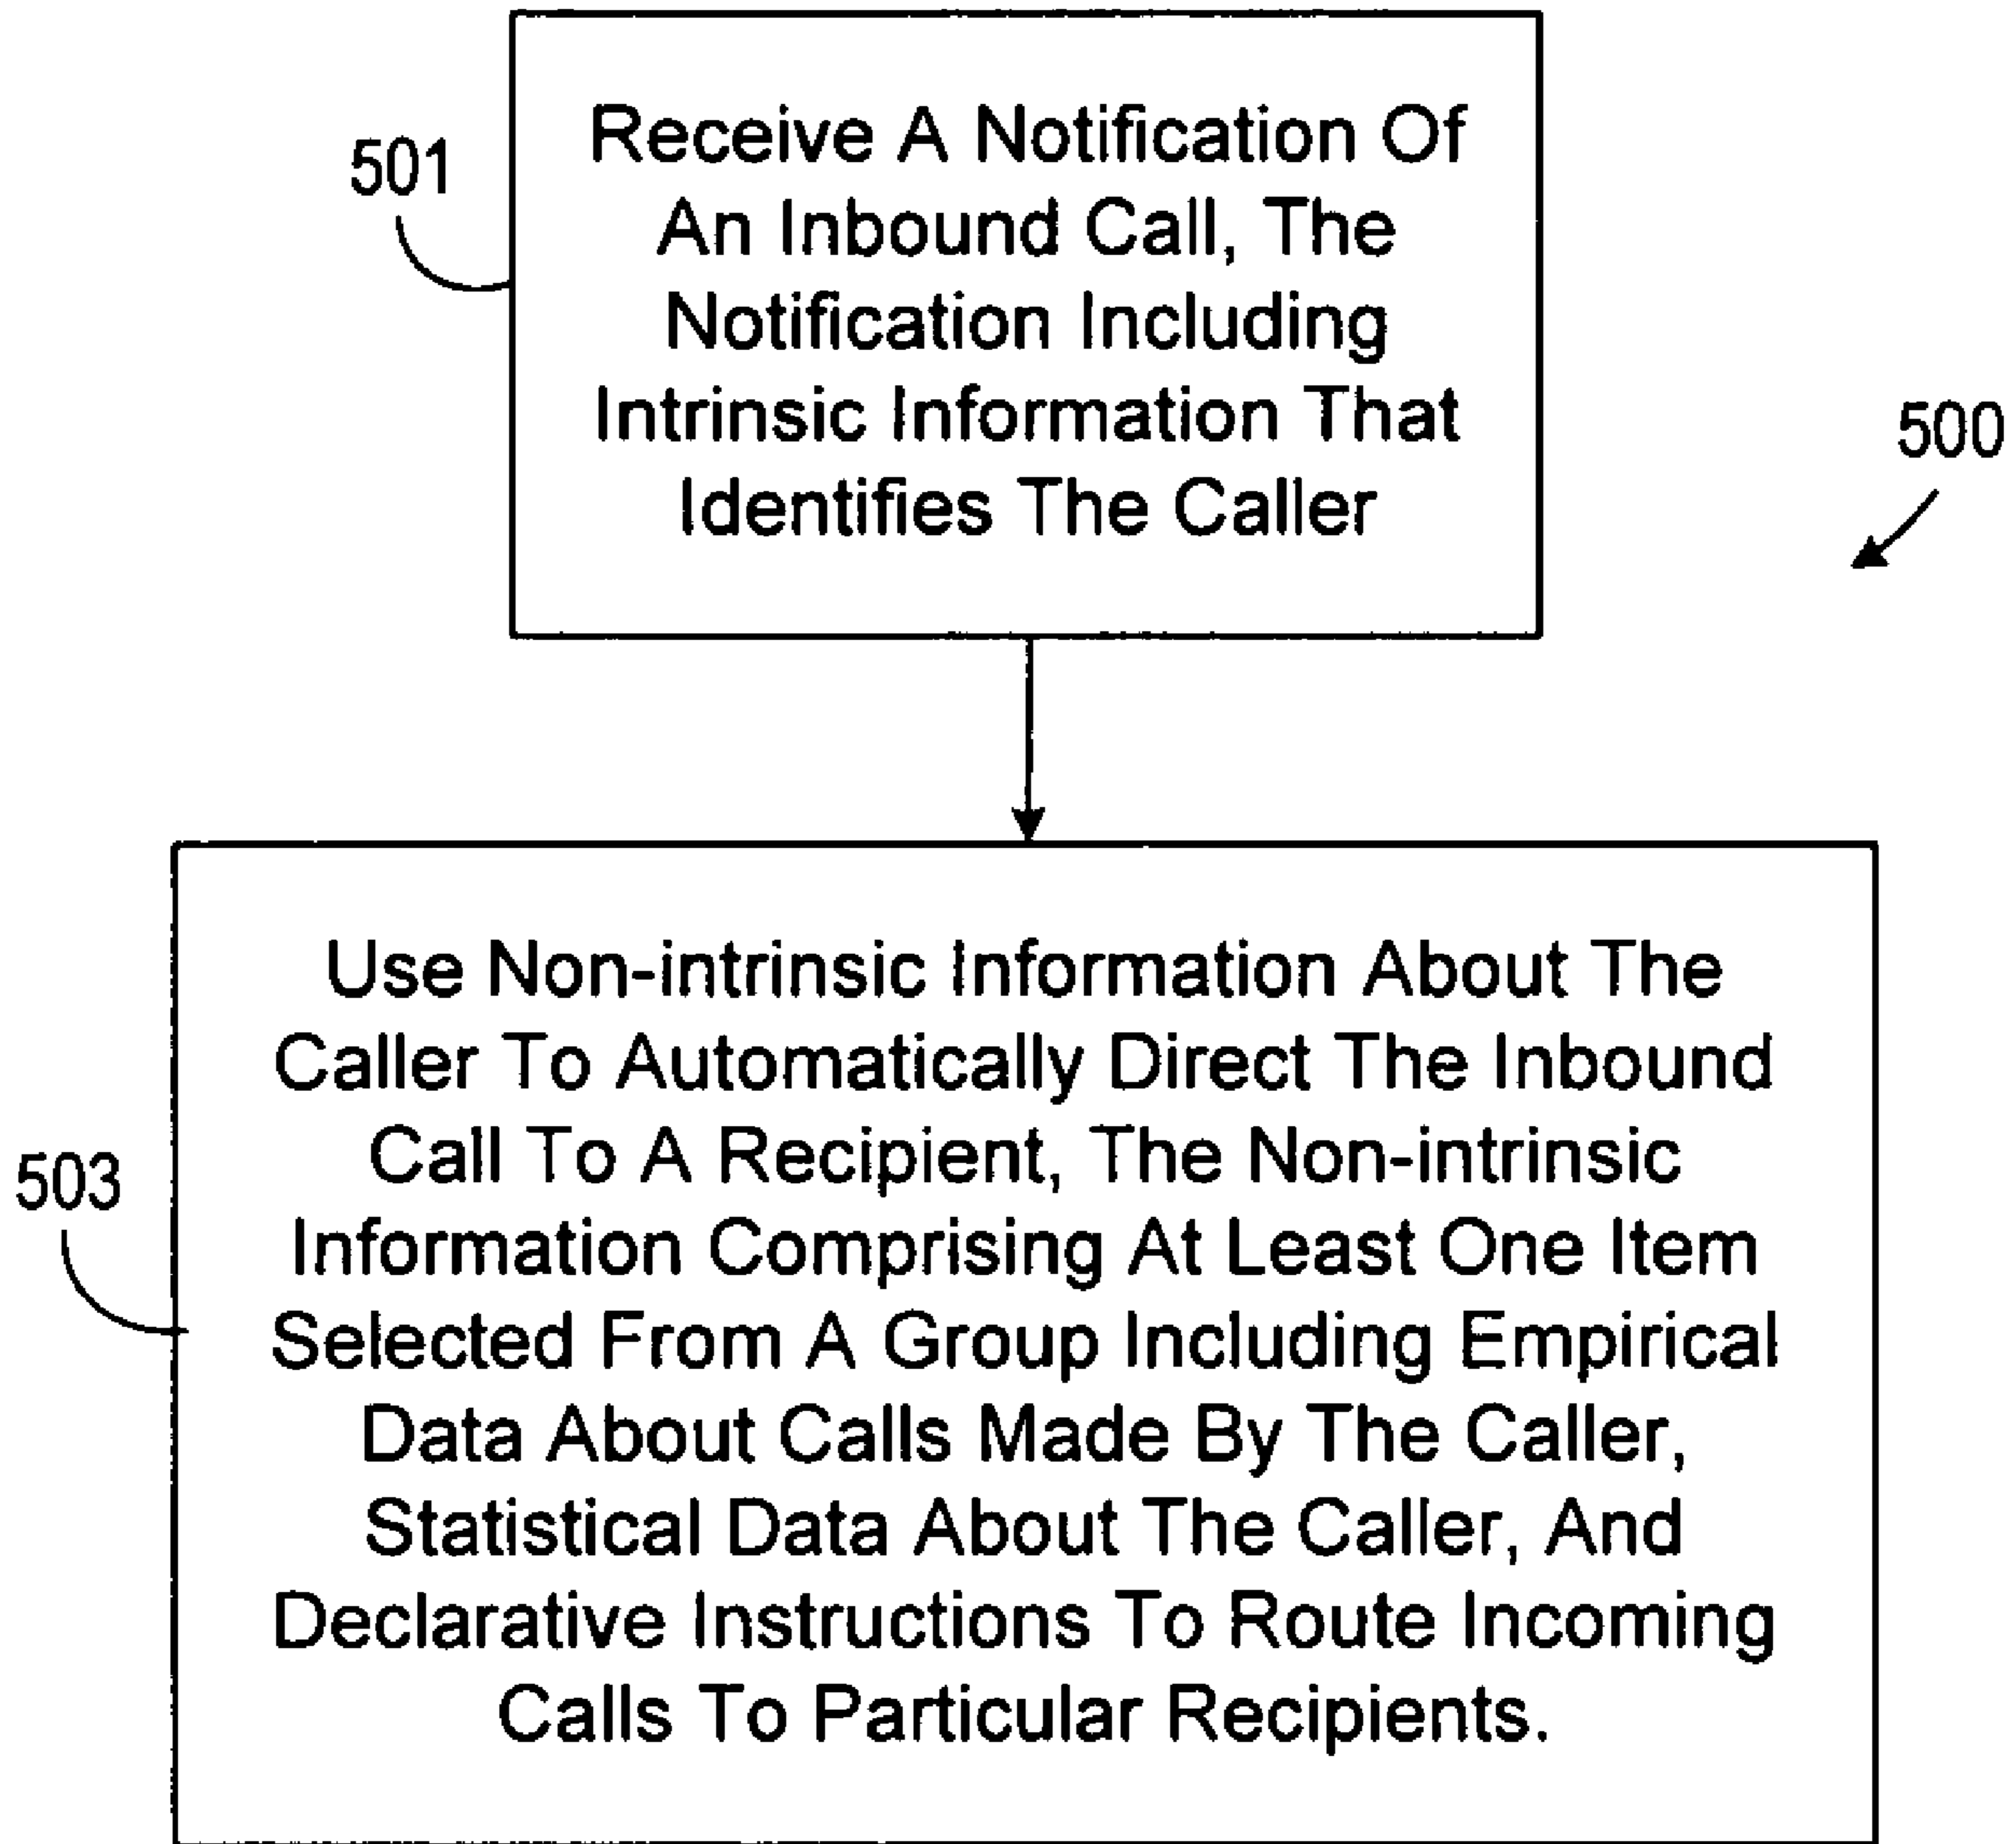 Receive A Notification Of
An Inbound Call, The
Notification Including
Intrinsic Information That
Identifies The Caller
501
500
Use Non-intrinsic Information About The
Caller To Automatically Direct The Inbound
Call To A Recipient, The Non-intrinsic
Information Comprising At Least One Item
Selected From A Group Including Empirical
Data About Calls Made By The Caller,
Statistical Data About The Caller, And
Declarative Instructions To Route Incoming
Calls To Particular Recipients.
503